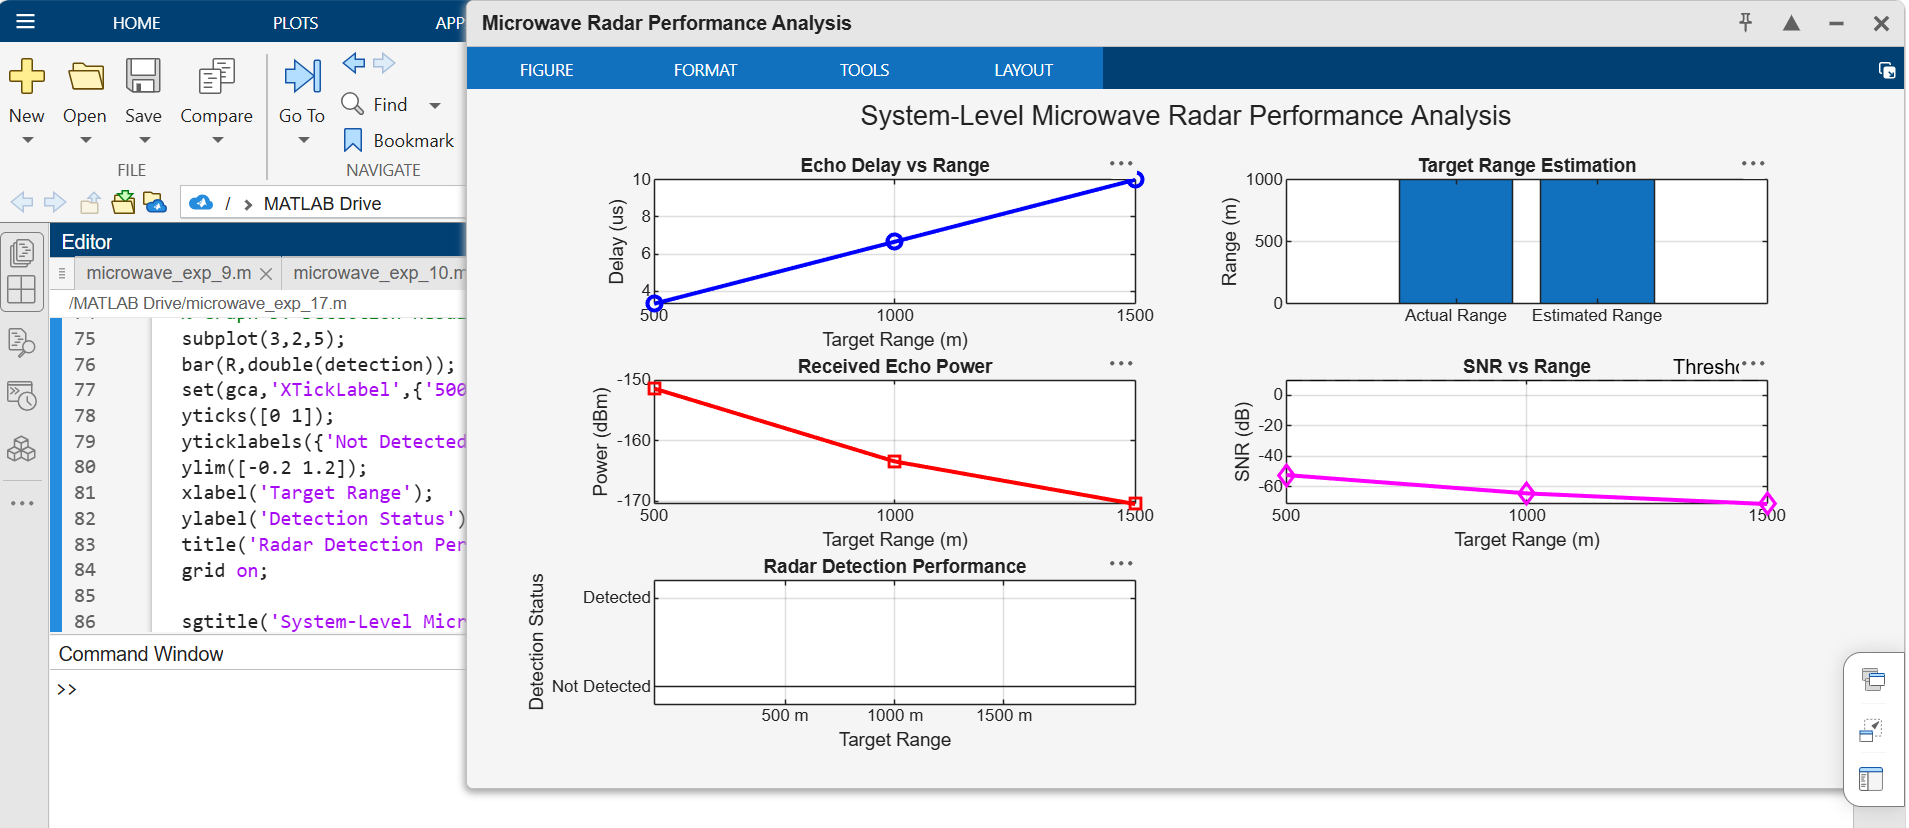 HOME
PLOTS
APP
New
Open
Save
Compare
Go To
Find
Bookmark
FILE
NAVIGATE
/ > MATLAB Drive
Editor
microwave_exp_9.m
microwave_exp_10.m
/MATLAB Drive/microwave_exp_17.m
75 subplot(3,2,5);
76 bar(R,double(detection));
77 set(gca,'XTickLabel',{'500
78 yticks([0 1]);
79 yticklabels({'Not Detected
80 ylim([-0.2 1.2]);
81 xlabel('Target Range');
82 ylabel('Detection Status')
83 title('Radar Detection Per
84 grid on;
85
86 sgtitle('System-Level Micr
Command Window
>>
Microwave Radar Performance Analysis
FIGURE
FORMAT
TOOLS
LAYOUT
System-Level Microwave Radar Performance Analysis
Echo Delay vs Range
10
8
6
4
Delay (us)
500
1000
1500
Target Range (m)
Target Range Estimation
1000
500
0
Range (m)
Actual Range
Estimated Range
Received Echo Power
-150
-160
-170
Power (dBm)
500
1000
1500
Target Range (m)
SNR vs Range
Thresh
0
-20
-40
-60
SNR (dB)
500
1000
1500
Target Range (m)
Radar Detection Performance
Detected
Not Detected
Detection Status
500 m
1000 m
1500 m
Target Range